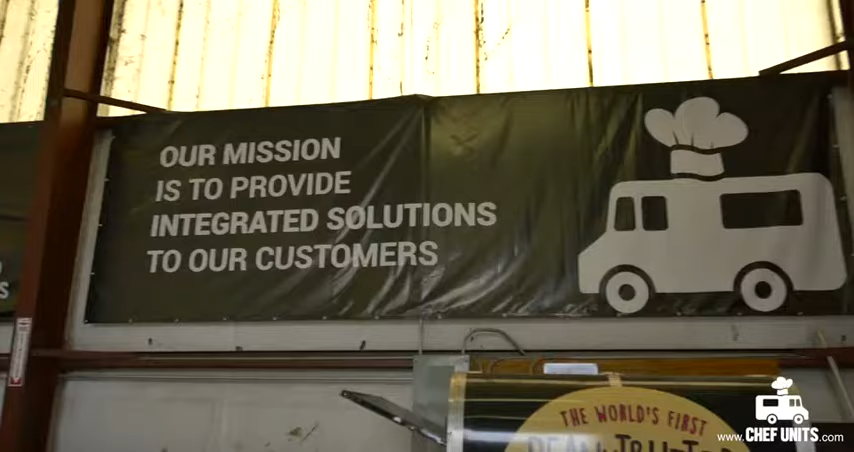 OUR MISSION
IS TO PROVIDE
INTEGRATED SOLUTIONS
TO OUR CUSTOMERS
THE WORLD'S FIRST
www.CHEF UNITS.com